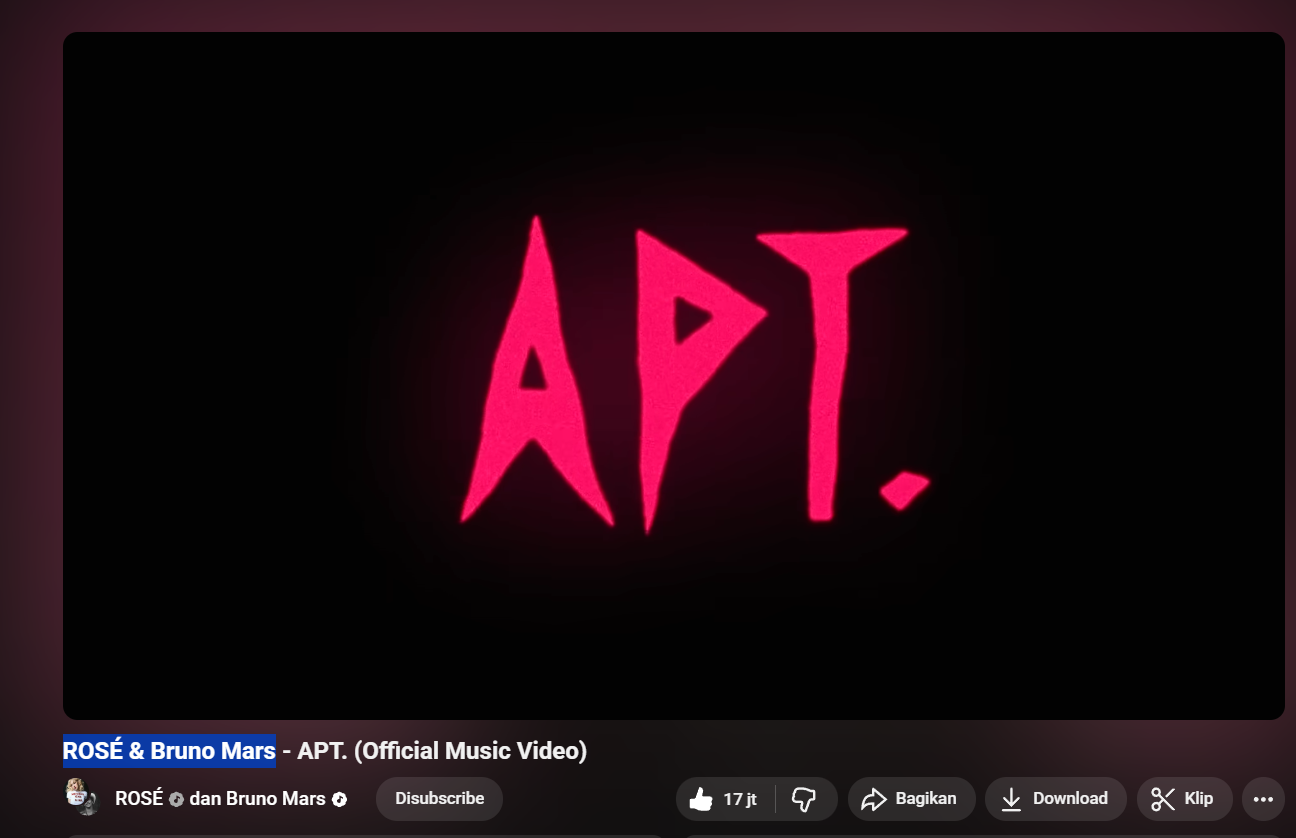 APT.
ROSÉ & Bruno Mars - APT. (Official Music Video)
ROSÉ dan Bruno Mars Disubscribe 17 jt Bagikan Download Klip